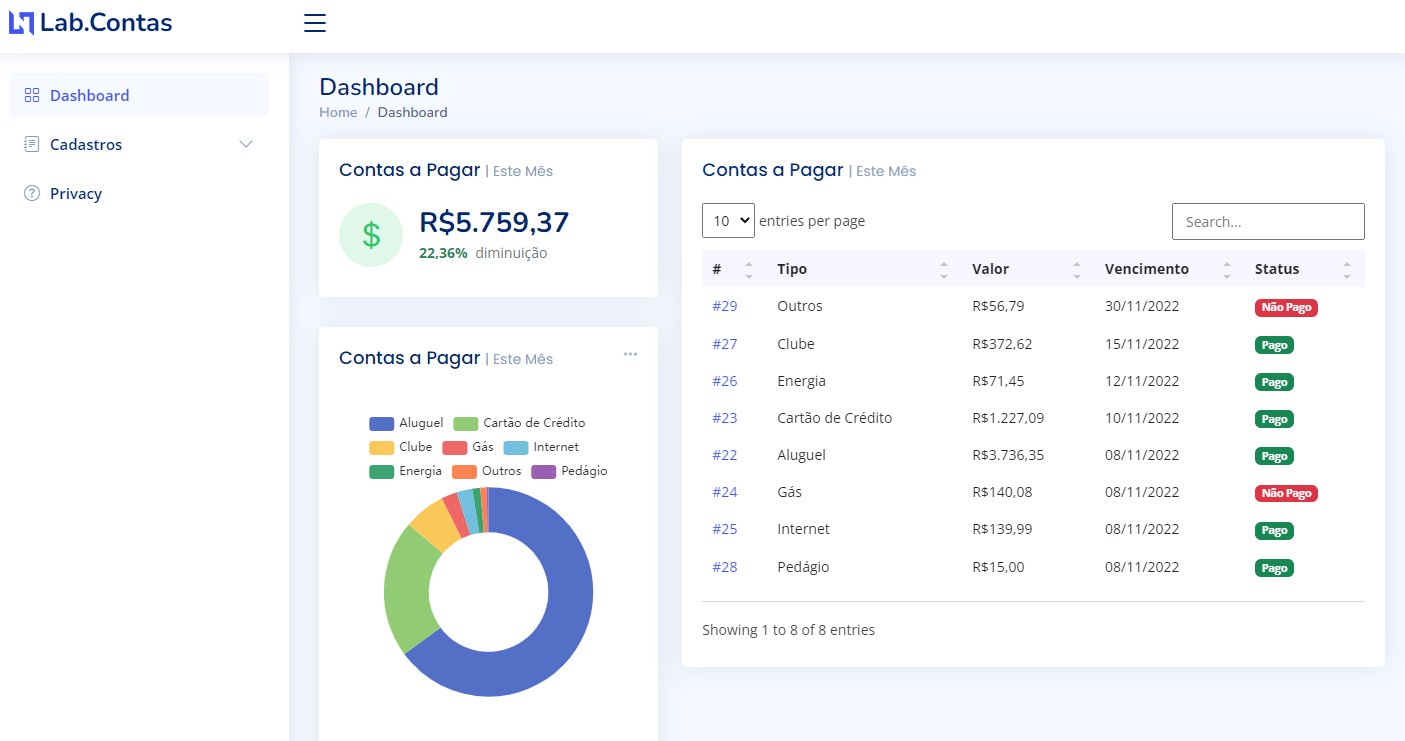 Lab.Contas
Dashboard
Cadastros
Privacy
Dashboard
Home / Dashboard
Contas a Pagar | Este Mês
$ R$5.759,37
22,36% diminuição
Contas a Pagar | Este Mês
Aluguel Cartão de Crédito
Clube Gás Internet
Energia Outros Pedágio
Contas a Pagar | Este Mês
10 entries per page Search...
# Tipo Valor Vencimento Status
#29 Outros R$56,79 30/11/2022 Não Pago
#27 Clube R$372,62 15/11/2022 Pago
#26 Energia R$71,45 12/11/2022 Pago
#23 Cartão de Crédito R$1.227,09 10/11/2022 Pago
#22 Aluguel R$3.736,35 08/11/2022 Pago
#24 Gás R$140,08 08/11/2022 Não Pago
#25 Internet R$139,99 08/11/2022 Pago
#28 Pedágio R$15,00 08/11/2022 Pago
Showing 1 to 8 of 8 entries